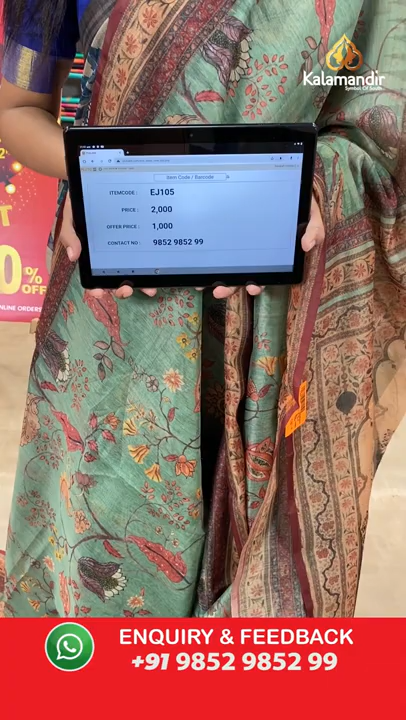 Kalamandir
Symbol Of South
Item Code / Barcode
ITEMCODE : EJ105
PRICE : 2,000
OFFER PRICE : 1,000
CONTACT NO : 9852 9852 99
0%
OFF
ONLINE ORDERS
ENQUIRY & FEEDBACK
+91 9852 9852 99